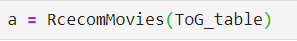 a = RcecomMovies(ToG_table)